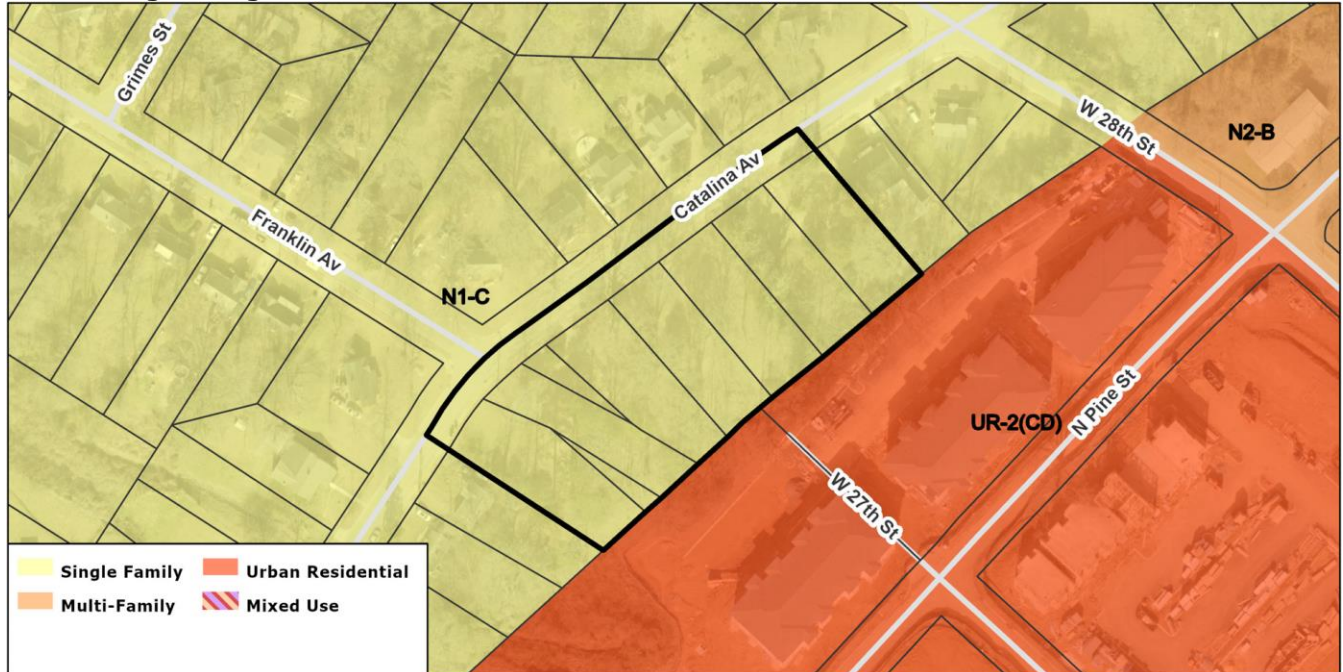 Grimes St
W 28th St
N2-B
Catalina Av
Franklin Av
N1-C
UR-2(CD)
N Pine St
W 27th St
Single Family
Urban Residential
Multi-Family
Mixed Use